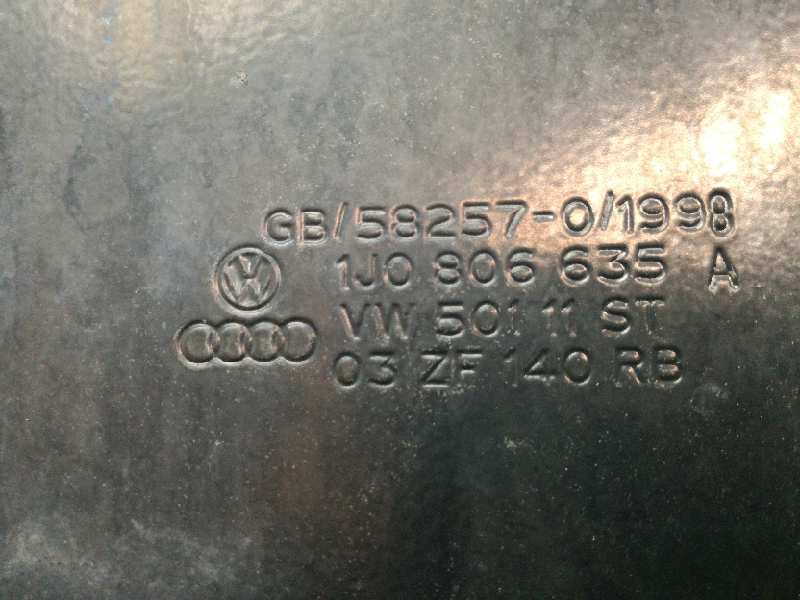 GB/58257-0/1998
1J0 806 635 A
VW 501 11 ST
03 ZF 140 RB